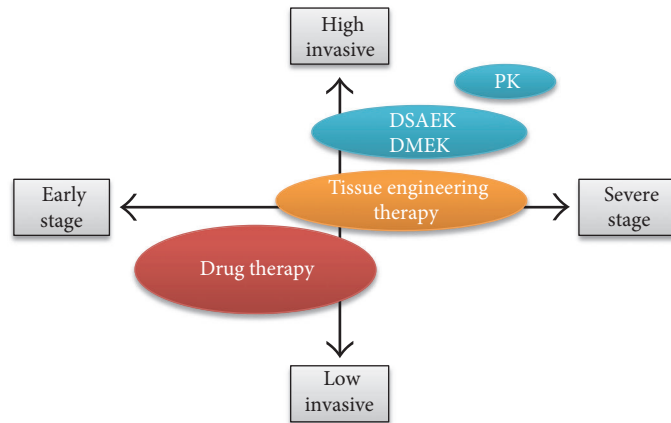 High
invasive
PK
DSAEK
DMEK
Early
stage
Tissue engineering
therapy
Severe
stage
Drug therapy
Low
invasive